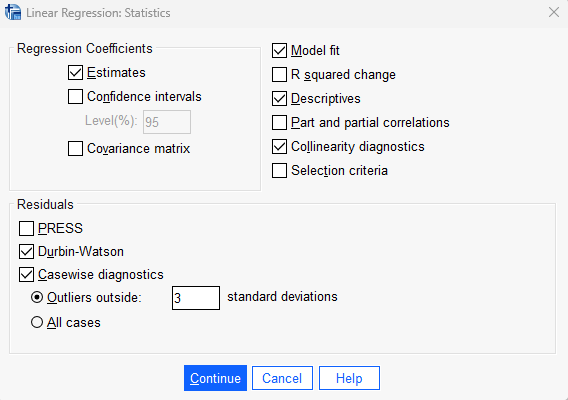 Linear Regression: Statistics
Regression Coefficients
Estimates
Confidence intervals
Level(%): 95
Covariance matrix
Model fit
R squared change
Descriptives
Part and partial correlations
Collinearity diagnostics
Selection criteria
Residuals
PRESS
Durbin-Watson
Casewise diagnostics
Outliers outside: 3 standard deviations
All cases
Continue Cancel Help